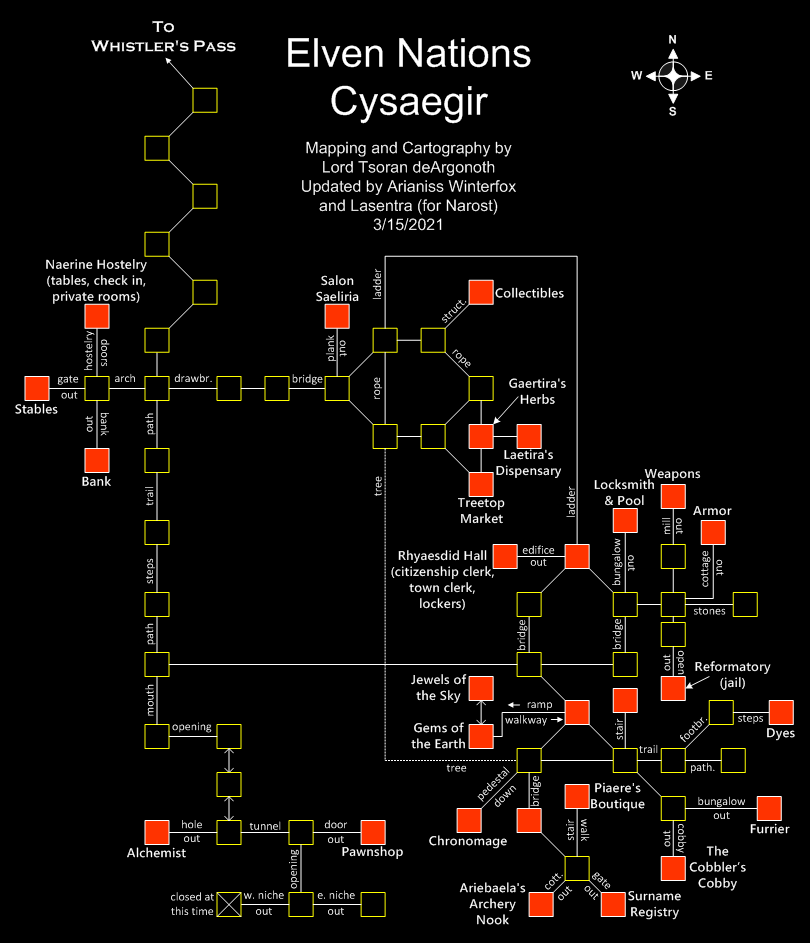 To
Whistler's Pass
Elven Nations
Cysaegir
N
W
E
S
Mapping and Cartography by
Lord Tsoran deArgonoth
Updated by Arianiss Winterfox
and Lasentra (for Narost)
3/15/2021
Naerine Hostelry
(tables, check in,
private rooms)
hostelry
doors
Stables
gate
out
arch
out
bank
Bank
drawbr.
bridge
Salon
Saeliria
plank
out
ladder
rope
tree
struct.
Collectibles
rope
Gaertira's
Herbs
Laetira's
Dispensary
Treetop
Market
ladder
path
trail
steps
path
mouth
opening
Rhyaesdid Hall
(citizenship clerk,
town clerk,
lockers)
edifice
out
Locksmith
& Pool
bungalow
out
Weapons
mill
out
Armor
cottage
out
stones
bridge
bridge
out
open
Reformatory
(jail)
Jewels of
the Sky
Gems of
the Earth
ramp
walkway
stair
trail
footbr.
steps
Dyes
path.
tree
pedestal
down
bridge
Chronomage
Piaere's
Boutique
stair
walk
cott.
out
gate
out
Ariebaela's
Archery
Nook
Surname
Registry
bungalow
out
Furrier
out
cobby
The
Cobbler's
Cobby
Alchemist
hole
out
tunnel
door
out
Pawnshop
opening
closed at
this time
w. niche
out
e. niche
out